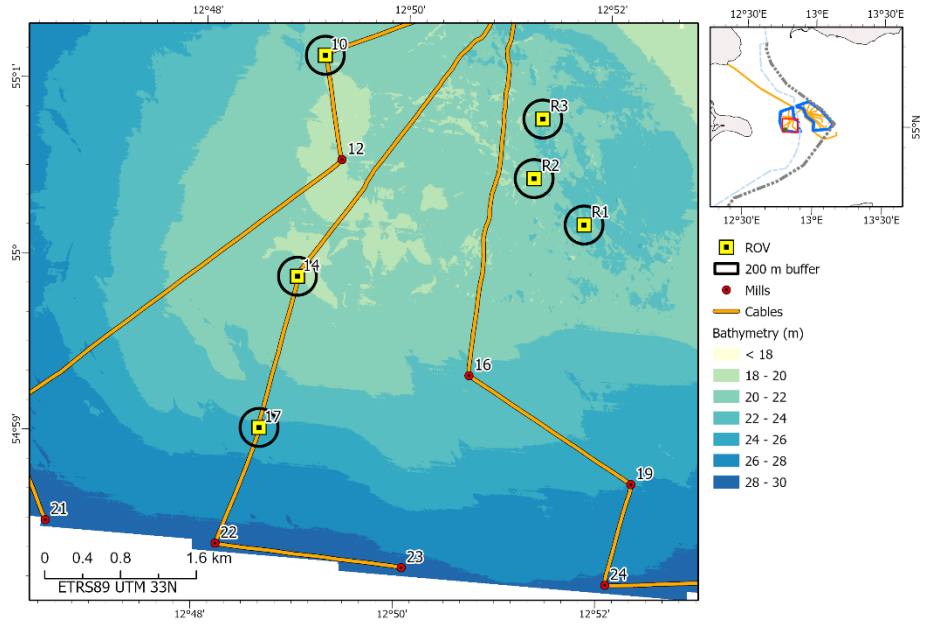 12°48'
12°50'
12°52'
55°1'
55°
54°59'
10
12
R3
R2
R1
14
16
17
19
21
22
23
24
0 0.4 0.8 1.6 km
ETRS89 UTM 33N
12°48'
12°50'
12°52'
12°30'E
13°E
13°30'E
55°N
12°30'E
13°E
13°30'E
ROV
200 m buffer
Mills
Cables
Bathymetry (m)
< 18
18 - 20
20 - 22
22 - 24
24 - 26
26 - 28
28 - 30